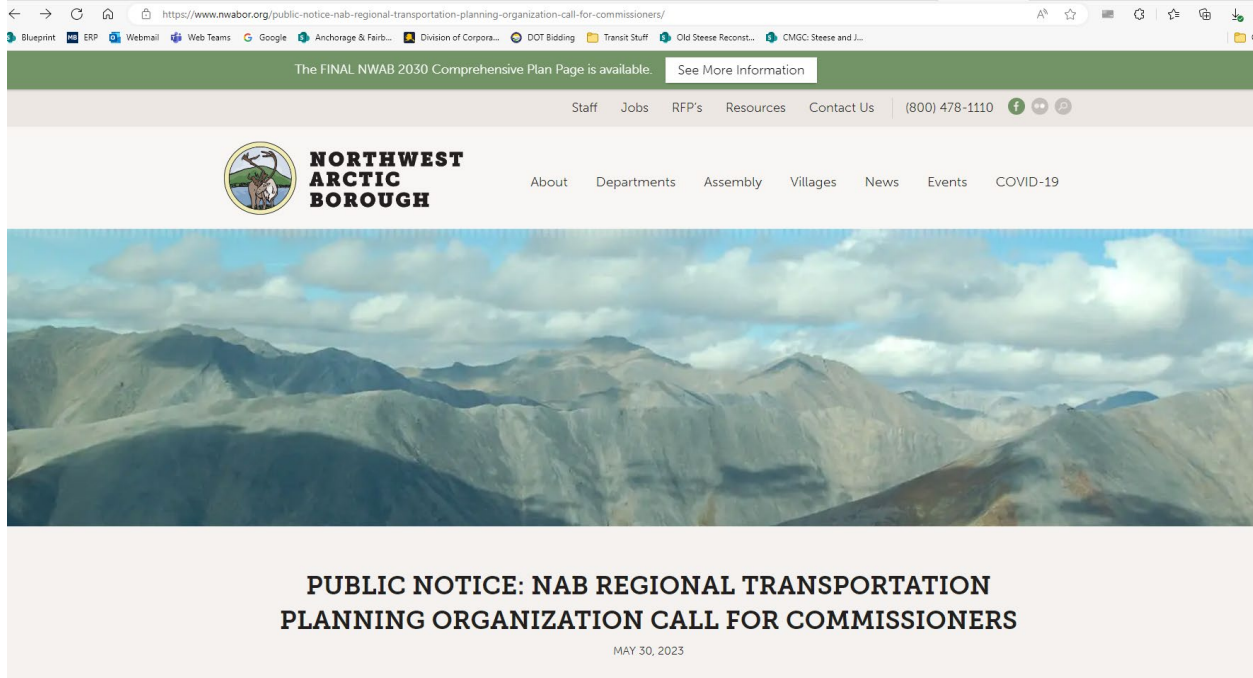 https://www.nwabor.org/public-notice-nab-regional-transportation-planning-organization-call-for-commissioners/
Blueprint MB ERP Webmail Web Teams G Google Anchorage & Fairb... Division of Corpora... DOT Bidding Transit Stuff Old Steese Reconst... CMGC: Steese and J...
The FINAL NWAB 2030 Comprehensive Plan Page is available. See More Information
Staff Jobs RFP's Resources Contact Us (800) 478-1110
NORTHWEST
ARCTIC
BOROUGH
About Departments Assembly Villages News Events COVID-19
PUBLIC NOTICE: NAB REGIONAL TRANSPORTATION
PLANNING ORGANIZATION CALL FOR COMMISSIONERS
MAY 30, 2023